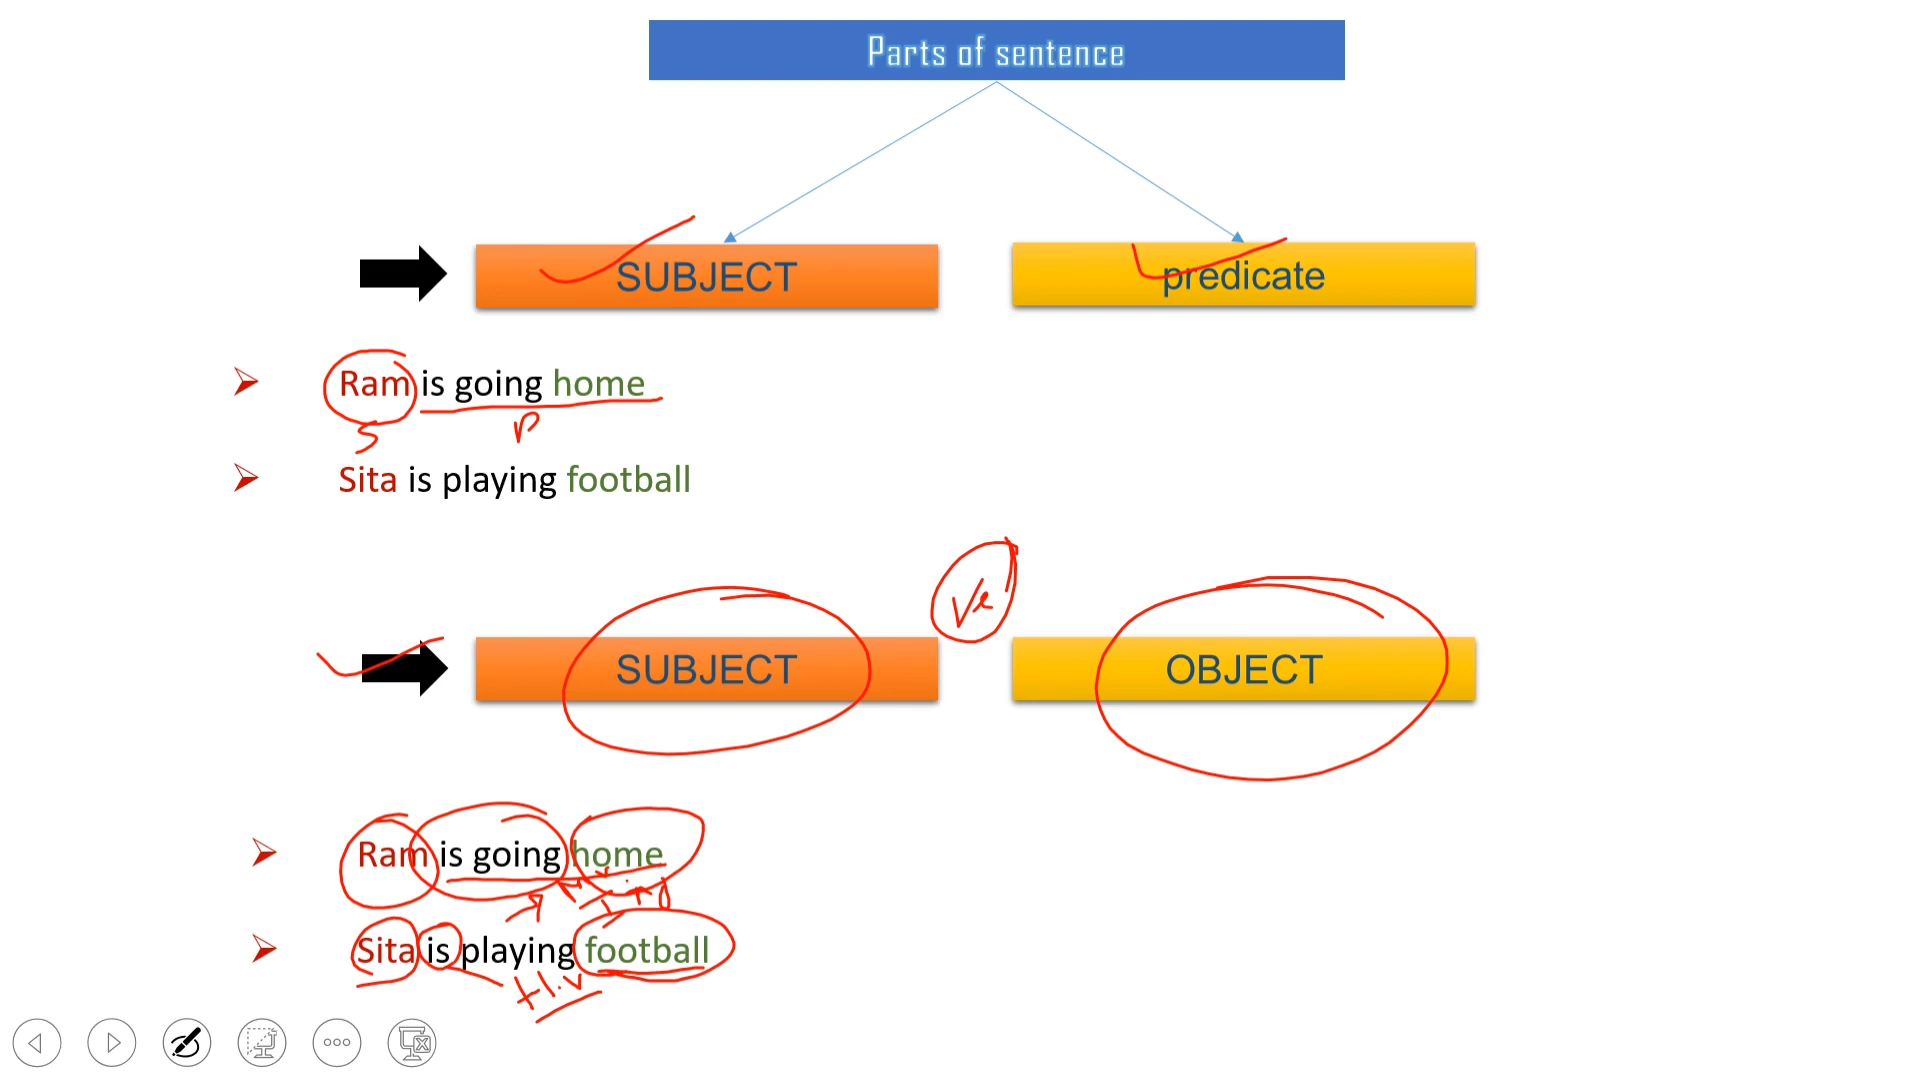 Parts of sentence
SUBJECT predicate
Ram is going home
S P
Sita is playing football
Ve
SUBJECT OBJECT
Ram is going home
Sita is playing football
H.V